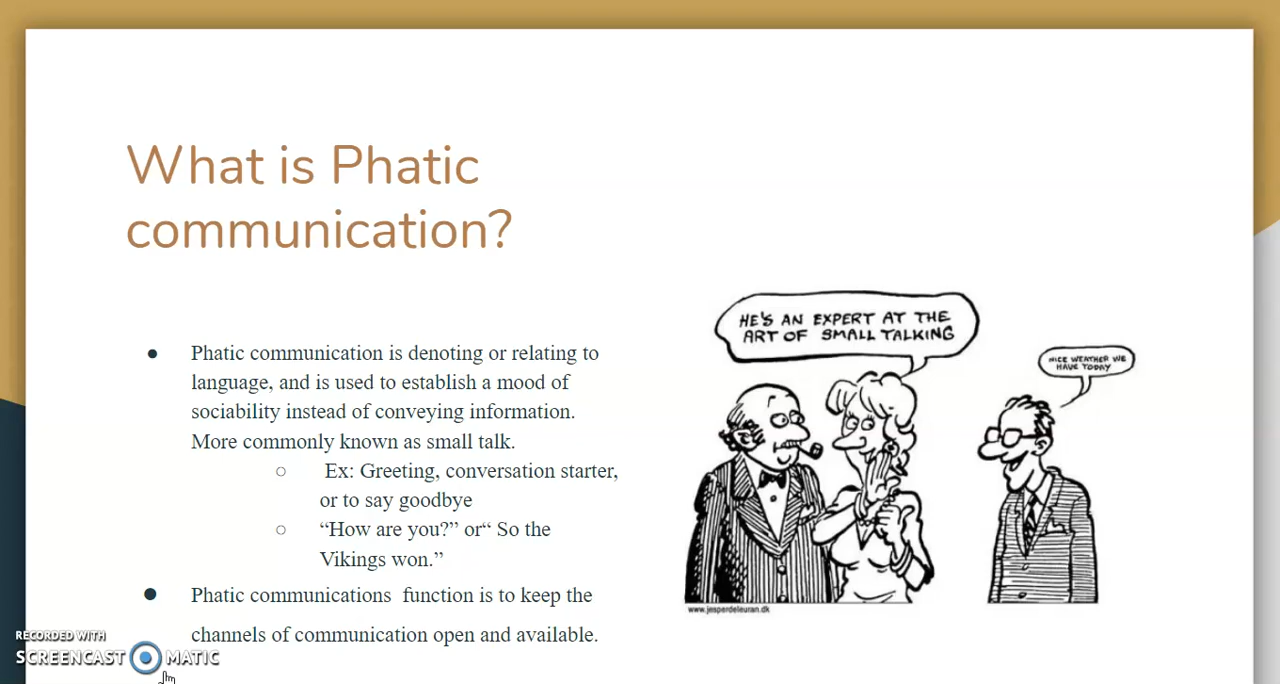 What is Phatic
communication?
● Phatic communication is denoting or relating to
language, and is used to establish a mood of
sociability instead of conveying information.
More commonly known as small talk.
○ Ex: Greeting, conversation starter,
or to say goodbye
○ “How are you?” or“ So the
Vikings won.”
● Phatic communications function is to keep the
channels of communication open and available.
HE'S AN EXPERT AT THE
ART OF SMALL TALKING
NICE WEATHER WE
HAVE TODAY
www.jesperdeleuran.dk
RECORDED WITH
SCREENCAST MATIC